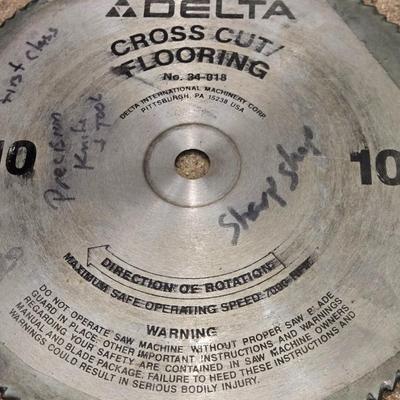 DELTA
CROSS CUT/
FLOORING
No. 34-818
DELTA INTERNATIONAL MACHINERY CORP.
PITTSBURGH, PA 15238 USA
First Class
Precision
Knife
+ Tool
10
10
Sharp Shop
DIRECTION OF ROTATION
MAXIMUM SAFE OPERATING SPEED 7000 RPM
WARNING
DO NOT OPERATE SAW MACHINE WITHOUT PROPER SAW BLADE
GUARD IN PLACE. OTHER IMPORTANT INSTRUCTIONS AND WARNINGS
REGARDING YOUR SAFETY ARE CONTAINED IN SAW MACHINE OWNERS
MANUAL AND BLADE PACKAGE. FAILURE TO HEED THESE INSTRUCTIONS AND
WARNINGS COULD RESULT IN SERIOUS BODILY INJURY.